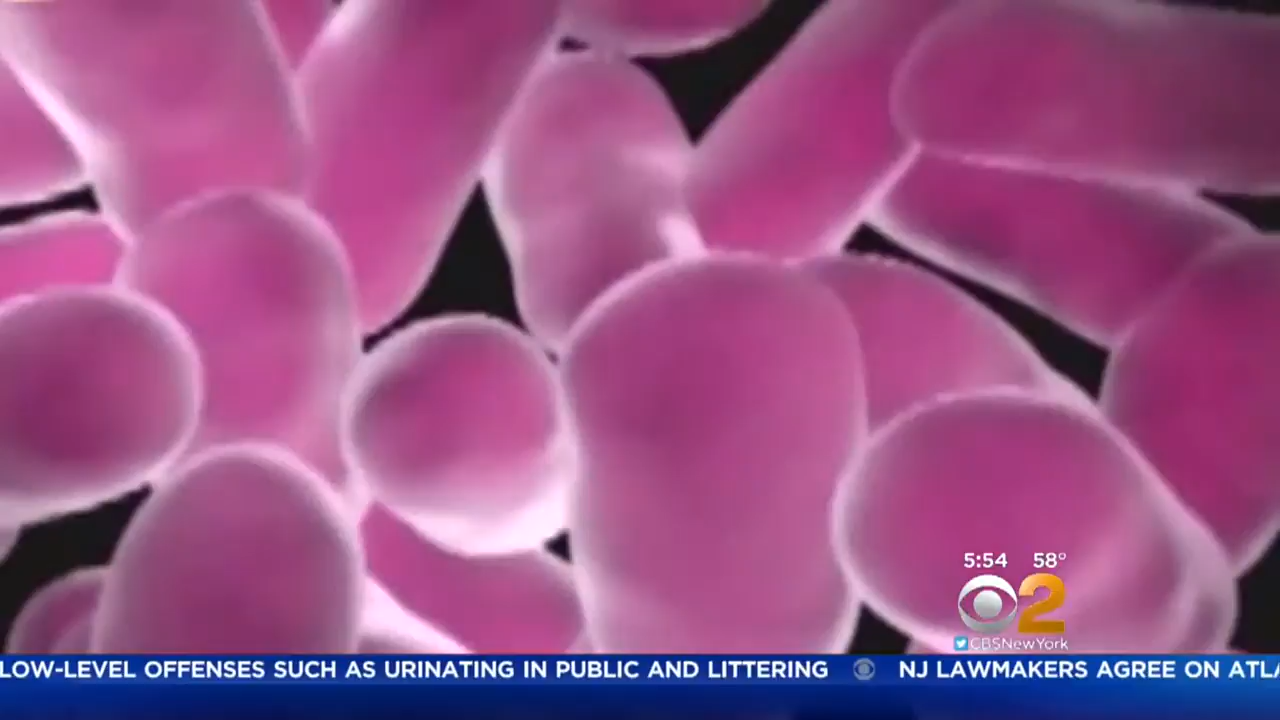 5:54 58°
2
CBSNewYork
LOW-LEVEL OFFENSES SUCH AS URINATING IN PUBLIC AND LITTERING NJ LAWMAKERS AGREE ON ATLA